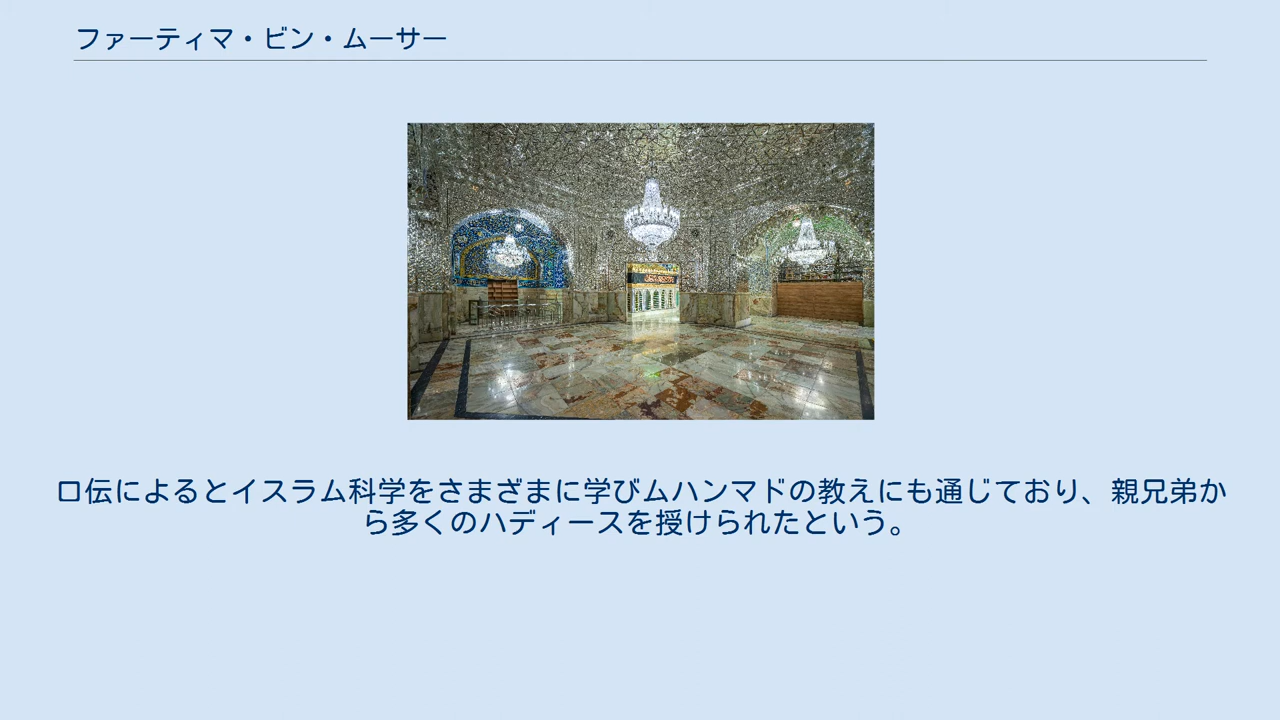 ファーティマ・ビン・ムーサー
口伝によるとイスラム科学をさまざまに学びムハンマドの教えにも通じており、親兄弟か
ら多くのハディースを授けられたという。